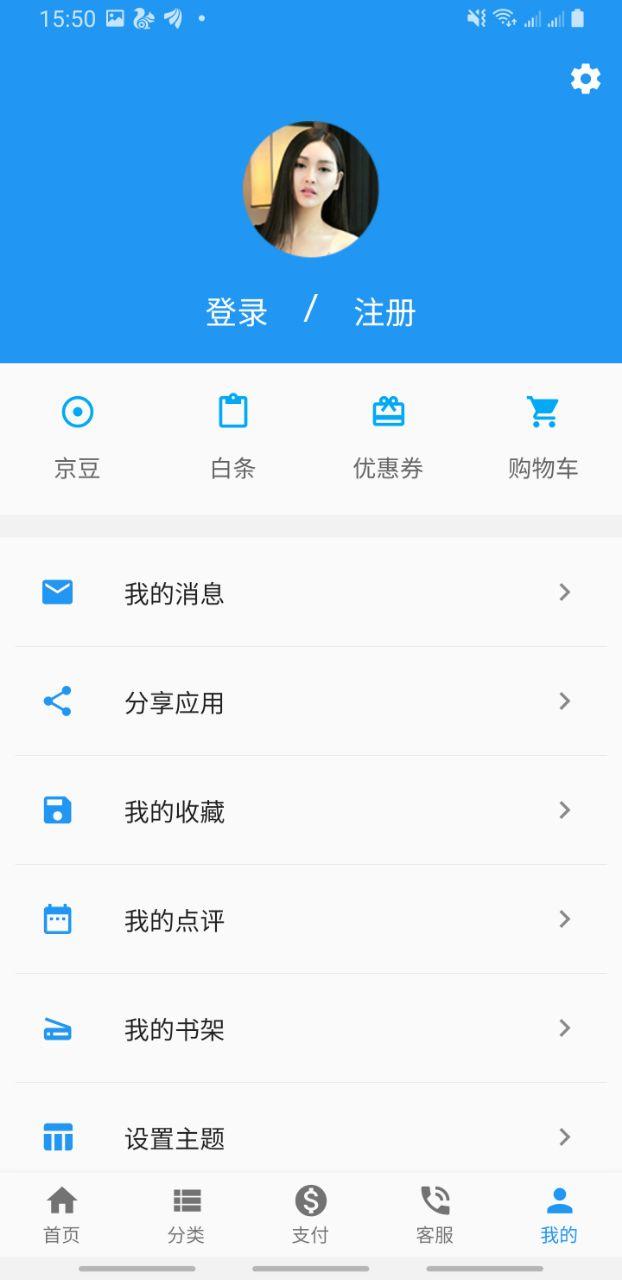 15:50
登录 / 注册
京豆 白条 优惠券 购物车
我的消息
分享应用
我的收藏
我的点评
我的书架
设置主题
首页 分类 支付 客服 我的